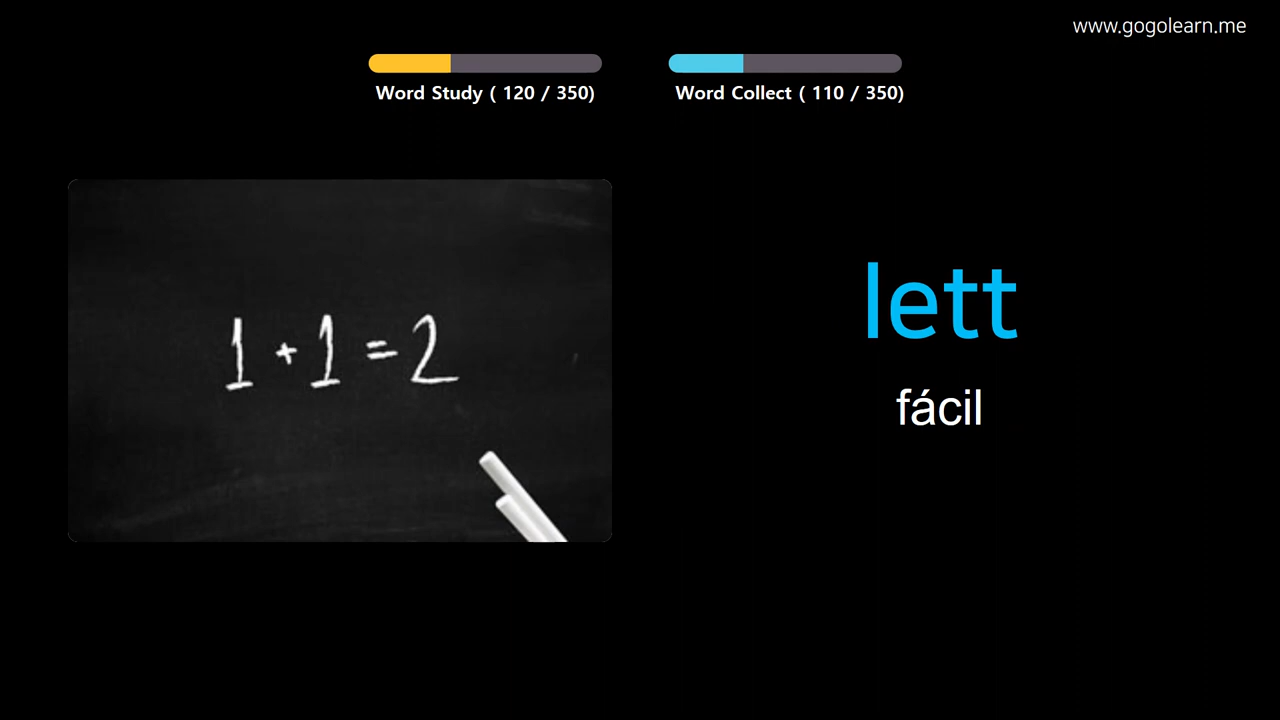 www.gogolearn.me
Word Study ( 120 / 350)
Word Collect ( 110 / 350)
1 + 1 = 2
lett
fácil